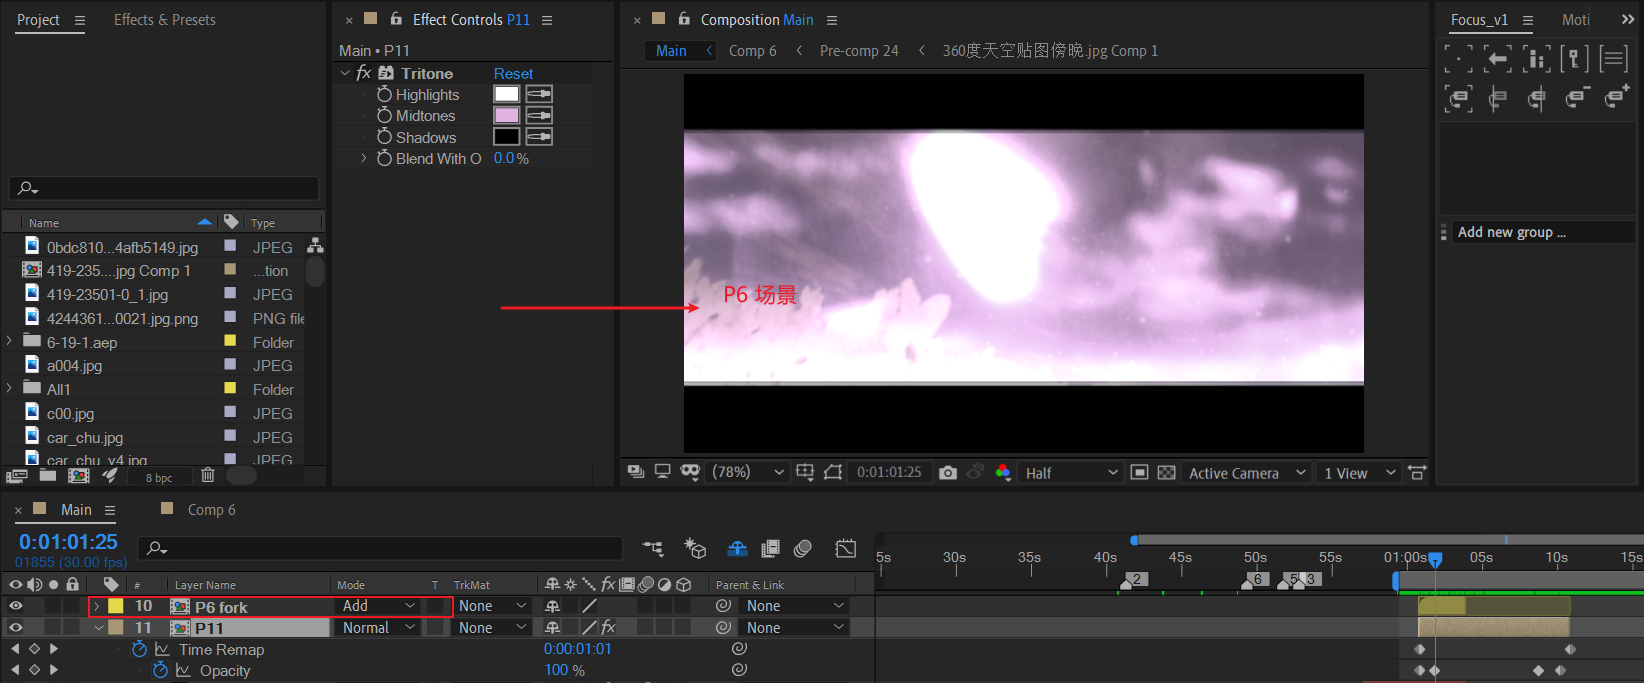 Project
Effects & Presets
Effect Controls P11
Composition Main
Focus_v1
Moti
Main • P11
Main
Comp 6
Pre-comp 24
360度天空贴图傍晚.jpg Comp 1
fx Tritone Reset
Highlights
Midtones
Shadows
Blend With O 0.0%
P6 场景
Add new group ...
Name Type
0bdc810...4afb5149.jpg JPEG
419-235....jpg Comp 1 ...tion
419-23501-0_1.jpg JPEG
4244361...0021.jpg.png PNG file
6-19-1.aep Folder
a004.jpg JPEG
All1 Folder
c00.jpg JPEG
car_chu.jpg JPEG
car_chu_v4.jpg JPEG
8 bpc
(78%) 0:01:01:25 Half Active Camera 1 View
Main Comp 6
0:01:01:25
01855 (30.00 fps)
5s 30s 35s 40s 45s 50s 55s 01:00s 05s 10s 15s
2 6 5 3
# Layer Name Mode T TrkMat fx Parent & Link
10 P6 fork Add None None
11 P11 Normal None fx None
Time Remap 0:00:01:01
Opacity 100 %